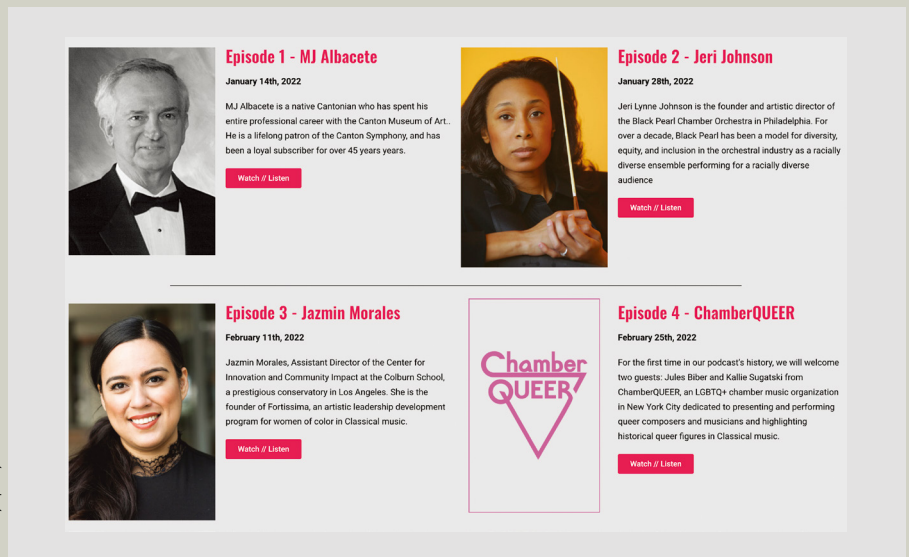 Episode 1 - MJ Albacete
January 14th, 2022
MJ Albacete is a native Cantonian who has spent his
entire professional career with the Canton Museum of Art..
He is a lifelong patron of the Canton Symphony, and has
been a loyal subscriber for over 45 years years.
Watch // Listen
Episode 2 - Jeri Johnson
January 28th, 2022
Jeri Lynne Johnson is the founder and artistic director of
the Black Pearl Chamber Orchestra in Philadelphia. For
over a decade, Black Pearl has been a model for diversity,
equity, and inclusion in the orchestral industry as a racially
diverse ensemble performing for a racially diverse
audience
Watch // Listen
Episode 3 - Jazmin Morales
February 11th, 2022
Jazmin Morales, Assistant Director of the Center for
Innovation and Community Impact at the Colburn School,
a prestigious conservatory in Los Angeles. She is the
founder of Fortissima, an artistic leadership development
program for women of color in Classical music.
Watch // Listen
Chamber
QUEER
Episode 4 - ChamberQUEER
February 25th, 2022
For the first time in our podcast's history, we will welcome
two guests: Jules Biber and Kallie Sugatski from
ChamberQUEER, an LGBTQ+ chamber music organization
in New York City dedicated to presenting and performing
queer composers and musicians and highlighting
historical queer figures in Classical music.
Watch // Listen